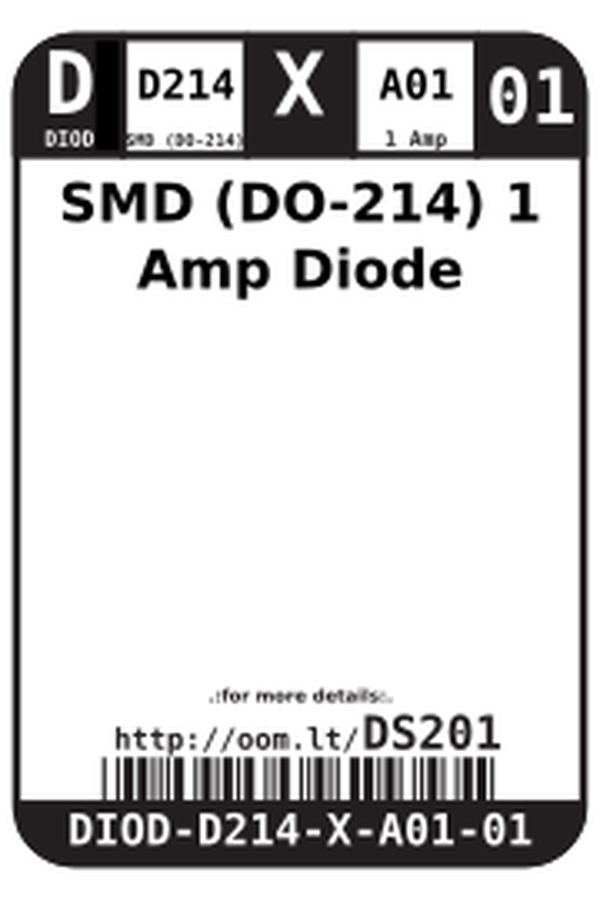 D D214 X A01 01
DIOD SMD (DO-214) 1 Amp
SMD (DO-214) 1
Amp Diode
.:for more details:.
http://oom.lt/DS201
DIOD-D214-X-A01-01